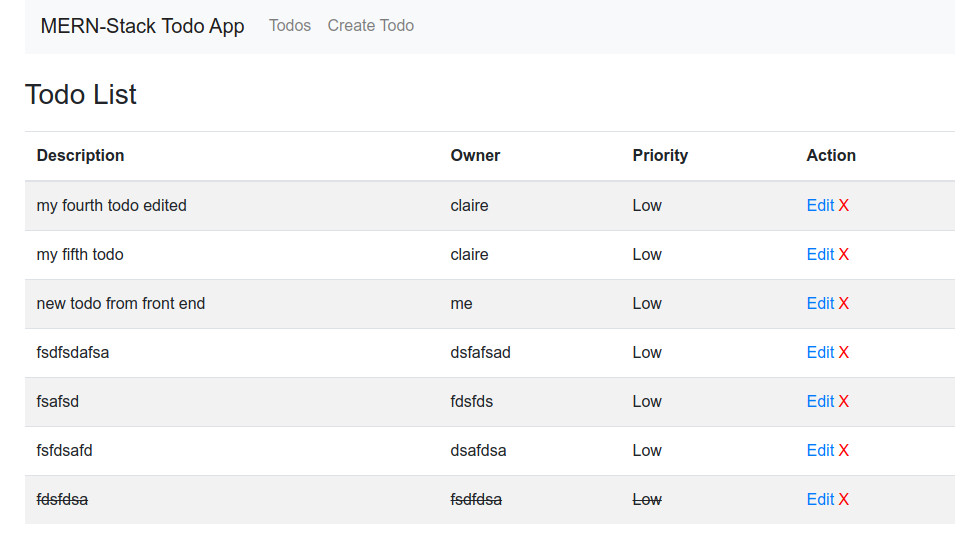 MERN-Stack Todo App Todos Create Todo
Todo List
Description Owner Priority Action
my fourth todo edited claire Low Edit X
my fifth todo claire Low Edit X
new todo from front end me Low Edit X
fsdfsdafsa dsfafsad Low Edit X
fsafsd fdsfds Low Edit X
fsfdsafd dsafdsa Low Edit X
fdsfdsa fsdfdsa Low Edit X